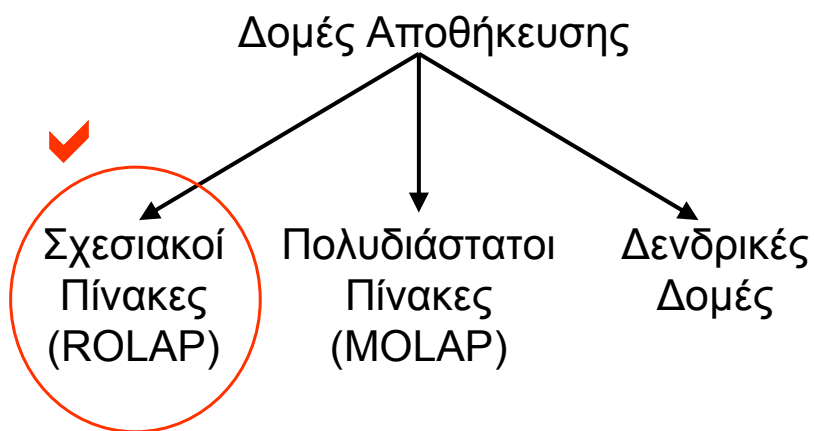 Δομές Αποθήκευσης
Σχεσιακοί
Πίνακες
(ROLAP)
Πολυδιάστατοι
Πίνακες
(MOLAP)
Δενδρικές
Δομές